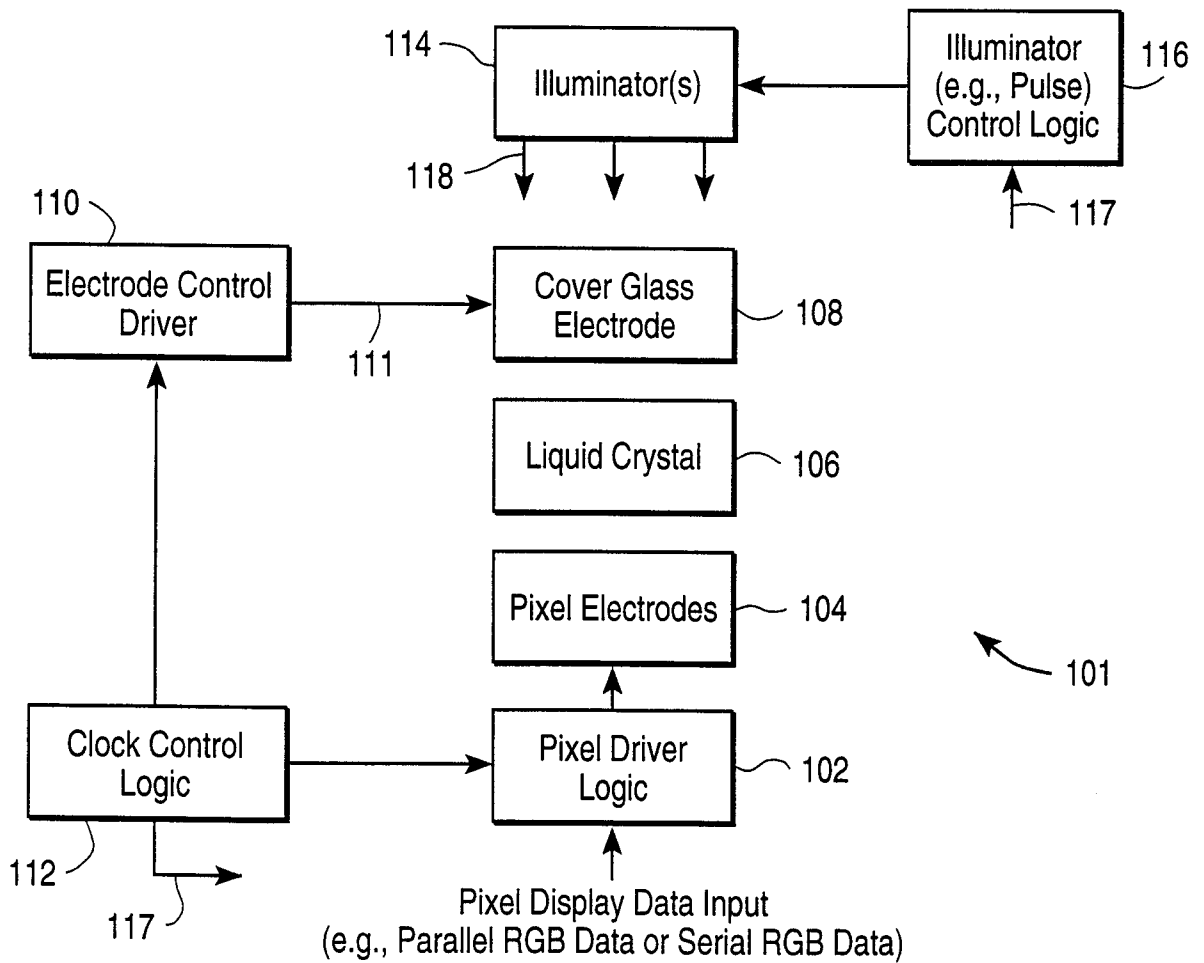 114
Illuminator(s)
Illuminator
(e.g., Pulse)
Control Logic
116
118
117
110
Electrode Control
Driver
111
Cover Glass
Electrode
108
Liquid Crystal
106
Pixel Electrodes
104
101
Clock Control
Logic
112
117
Pixel Driver
Logic
102
Pixel Display Data Input
(e.g., Parallel RGB Data or Serial RGB Data)